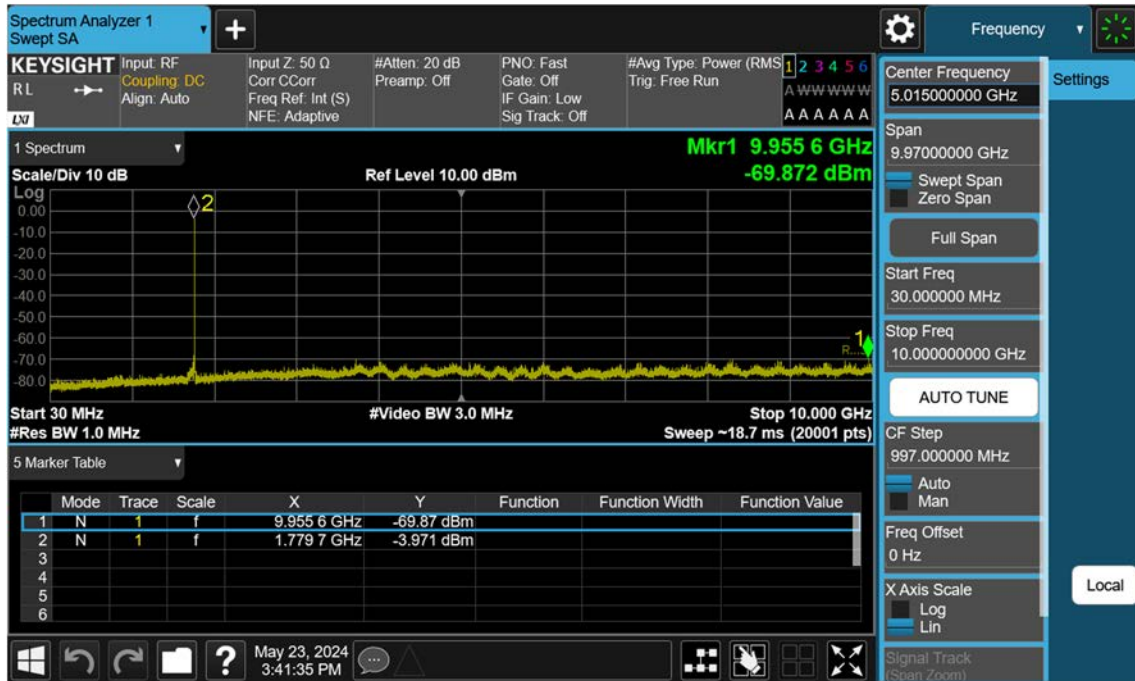 Spectrum Analyzer 1
Swept SA
Frequency
KEYSIGHT
R L
LXI
Input: RF
Coupling: DC
Align: Auto
Input Z: 50 Ω
Corr CCorr
Freq Ref: Int (S)
NFE: Adaptive
#Atten: 20 dB
Preamp: Off
PNO: Fast
Gate: Off
IF Gain: Low
Sig Track: Off
#Avg Type: Power (RMS
Trig: Free Run
1 2 3 4 5 6
A W W W W W
A A A A A A
1 Spectrum
Mkr1 9.955 6 GHz
-69.872 dBm
Scale/Div 10 dB
Ref Level 10.00 dBm
Log
0.00
-10.0
-20.0
-30.0
-40.0
-50.0
-60.0
-70.0
-80.0
2
1
R...
Start 30 MHz
#Video BW 3.0 MHz
Stop 10.000 GHz
#Res BW 1.0 MHz
Sweep ~18.7 ms (20001 pts)
5 Marker Table
Mode Trace Scale X Y Function Function Width Function Value
1 N 1 f 9.955 6 GHz -69.87 dBm
2 N 1 f 1.779 7 GHz -3.971 dBm
3
4
5
6
May 23, 2024
3:41:35 PM
Center Frequency
5.015000000 GHz
Settings
Span
9.97000000 GHz
Swept Span
Zero Span
Full Span
Start Freq
30.000000 MHz
Stop Freq
10.000000000 GHz
AUTO TUNE
CF Step
997.000000 MHz
Auto
Man
Freq Offset
0 Hz
X Axis Scale
Log
Lin
Local
Signal Track
(Span Zoom)